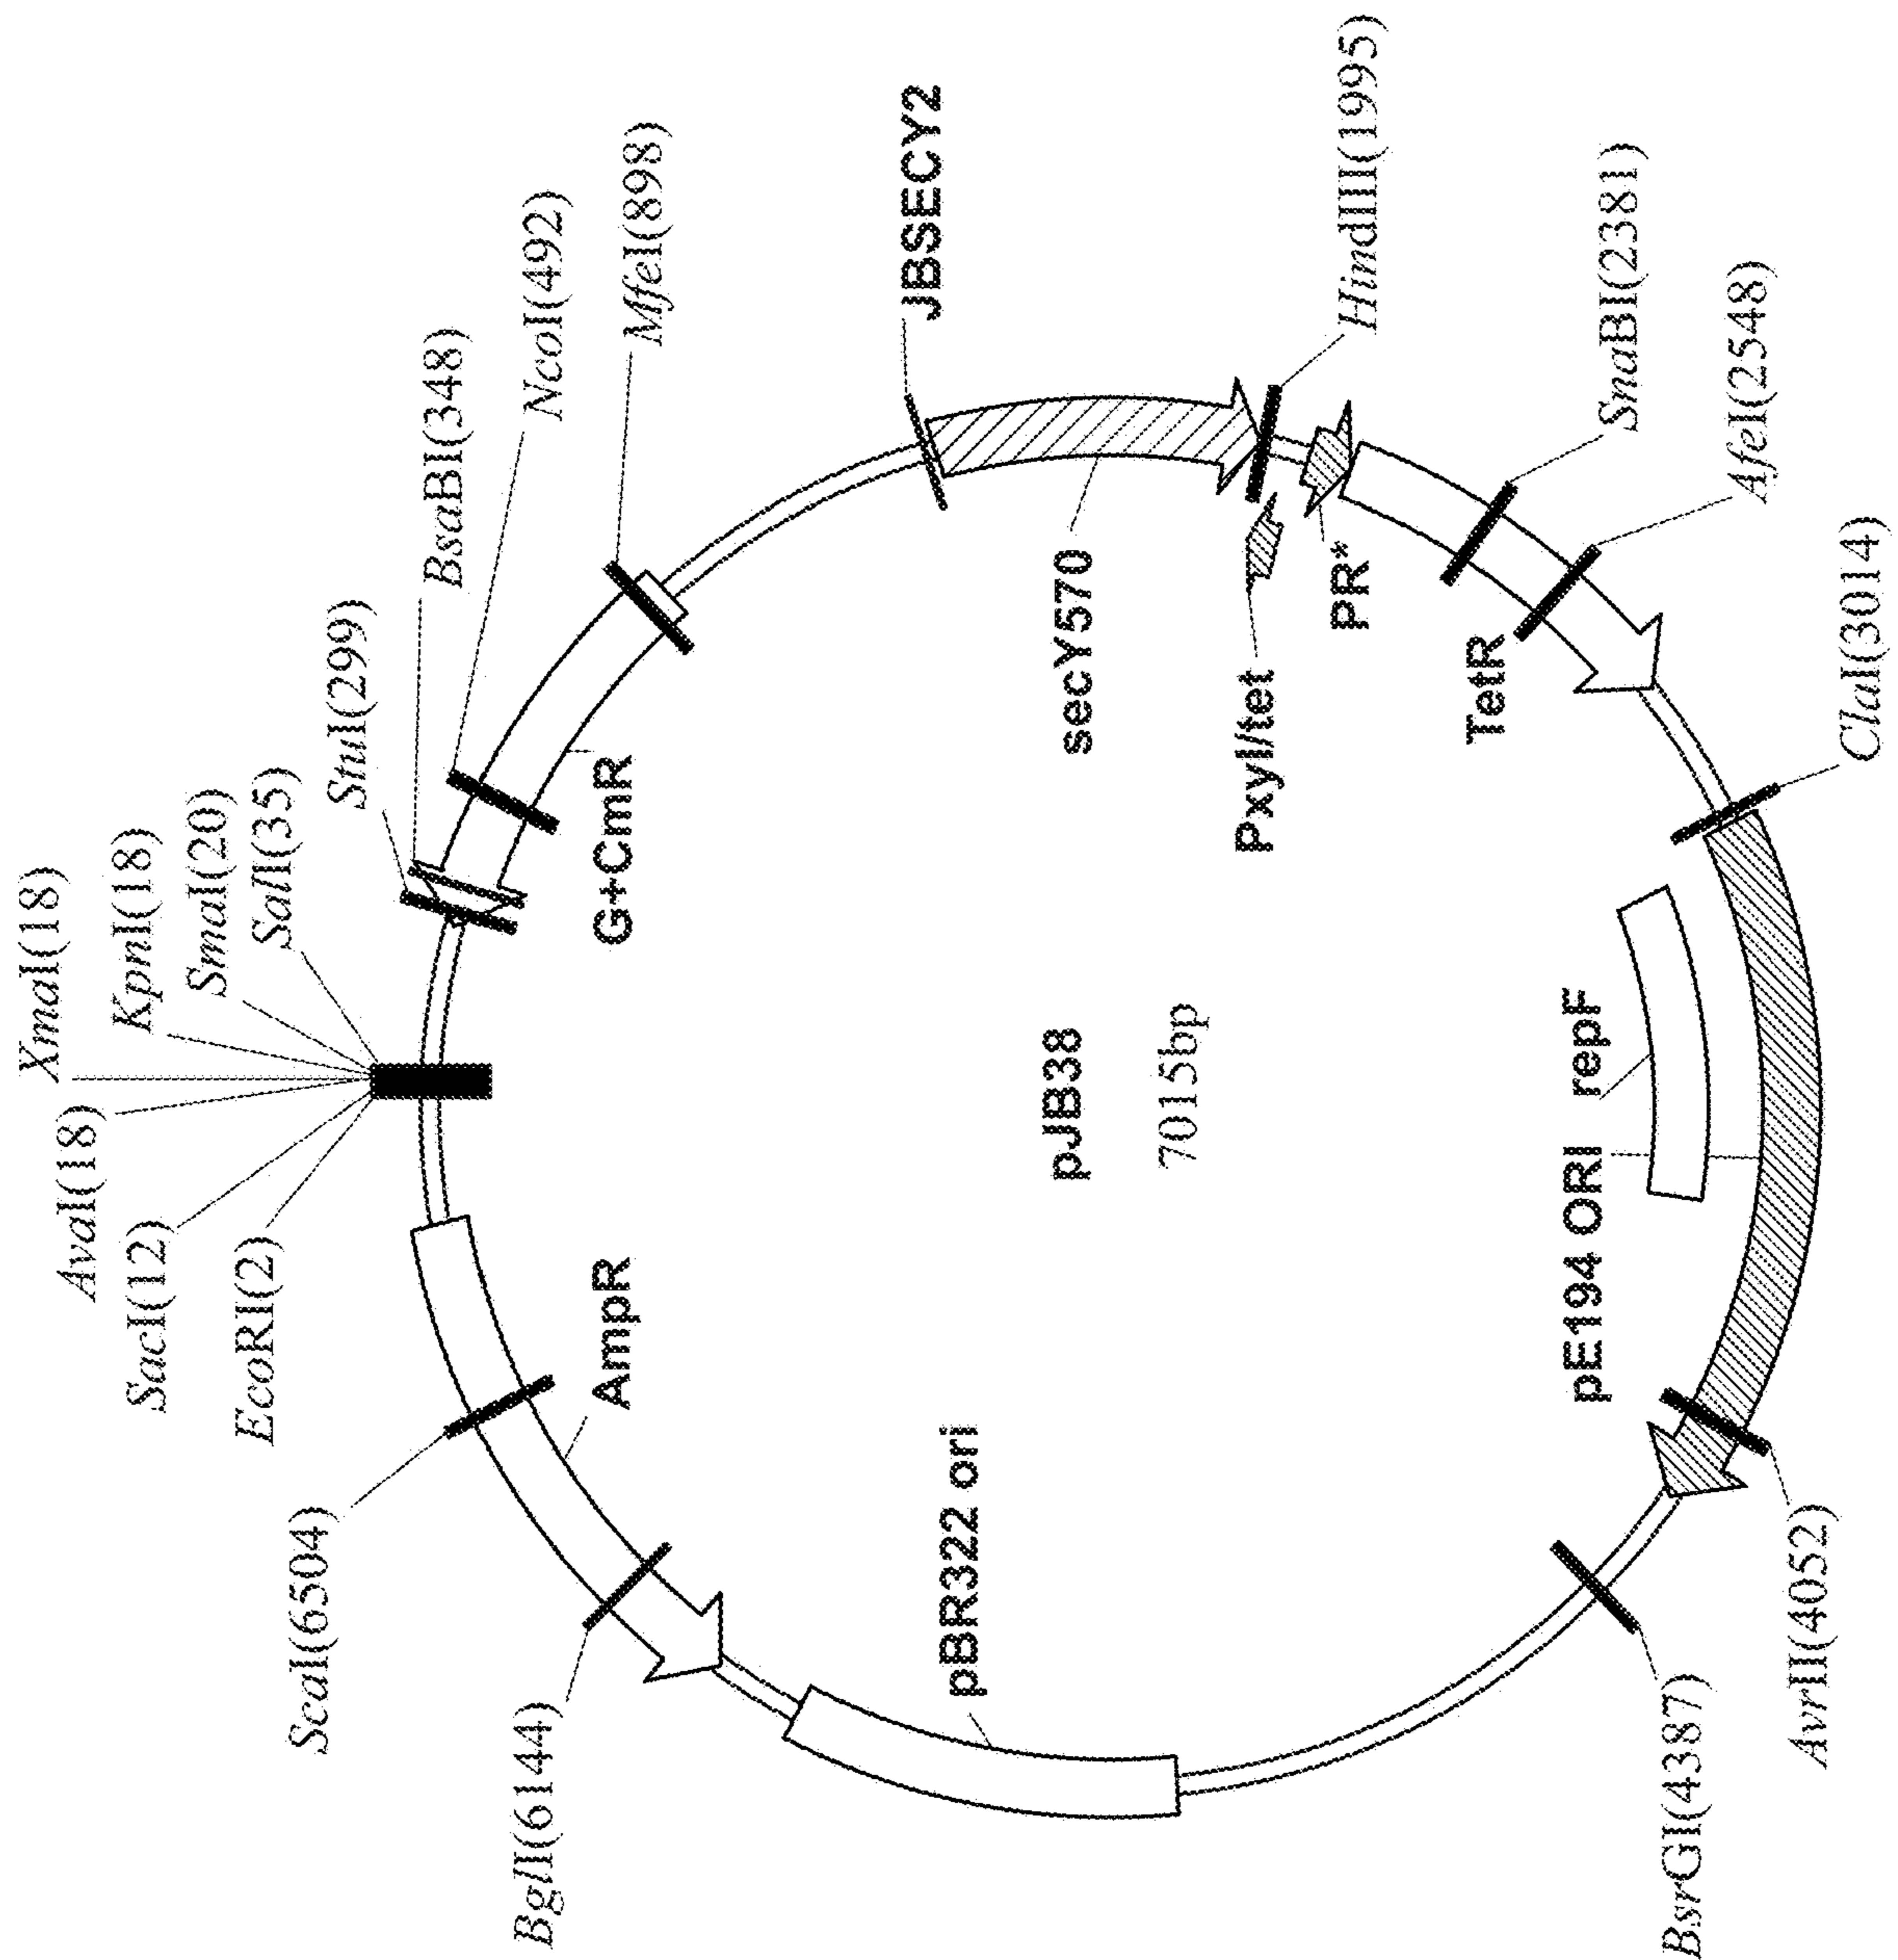 XmaI(18)
AvaI(18)
KpnI(18)
SacI(12)
SmaI(20)
EcoRI(2)
SalI(35)
StuI(299)
BsaBI(348)
NcoI(492)
MfeI(898)
G+CmR
JBSECY2
secY570
HindIII(1995)
Pxyl/tet
PR*
TetR
SnaBI(2381)
AfeI(2548)
ClaI(3014)
pE194 ORI repF
AvrII(4052)
BsrGI(4387)
pBR322 ori
BglI(6144)
AmpR
ScaI(6504)
pJB38
7015bp